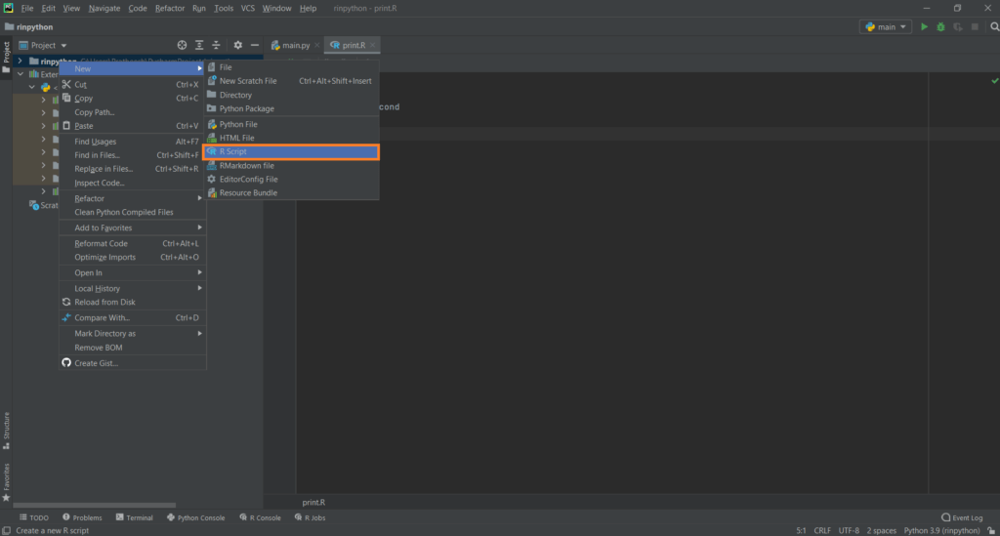 PC File Edit View Navigate Code Refactor Run Tools VCS Window Help rinpython - print.R
rinpython
main
Project
main.py
print.R
Project
rinpython
Exter
Scrat
New
Cut Ctrl+X
Copy Ctrl+C
Copy Path...
Paste Ctrl+V
Find Usages Alt+F7
Find in Files... Ctrl+Shift+F
Replace in Files... Ctrl+Shift+R
Inspect Code...
Refactor
Clean Python Compiled Files
Add to Favorites
Reformat Code Ctrl+Alt+L
Optimize Imports Ctrl+Alt+O
Open In
Local History
Reload from Disk
Compare With... Ctrl+D
Mark Directory as
Remove BOM
Create Gist...
File
New Scratch File Ctrl+Alt+Shift+Insert
Directory
Python Package
Python File
HTML File
R Script
RMarkdown file
EditorConfig File
Resource Bundle
cond
Structure
Favorites
print.R
TODO Problems Terminal Python Console R Console R Jobs Event Log
Create a new R script 5:1 CRLF UTF-8 2 spaces Python 3.9 (rinpython)